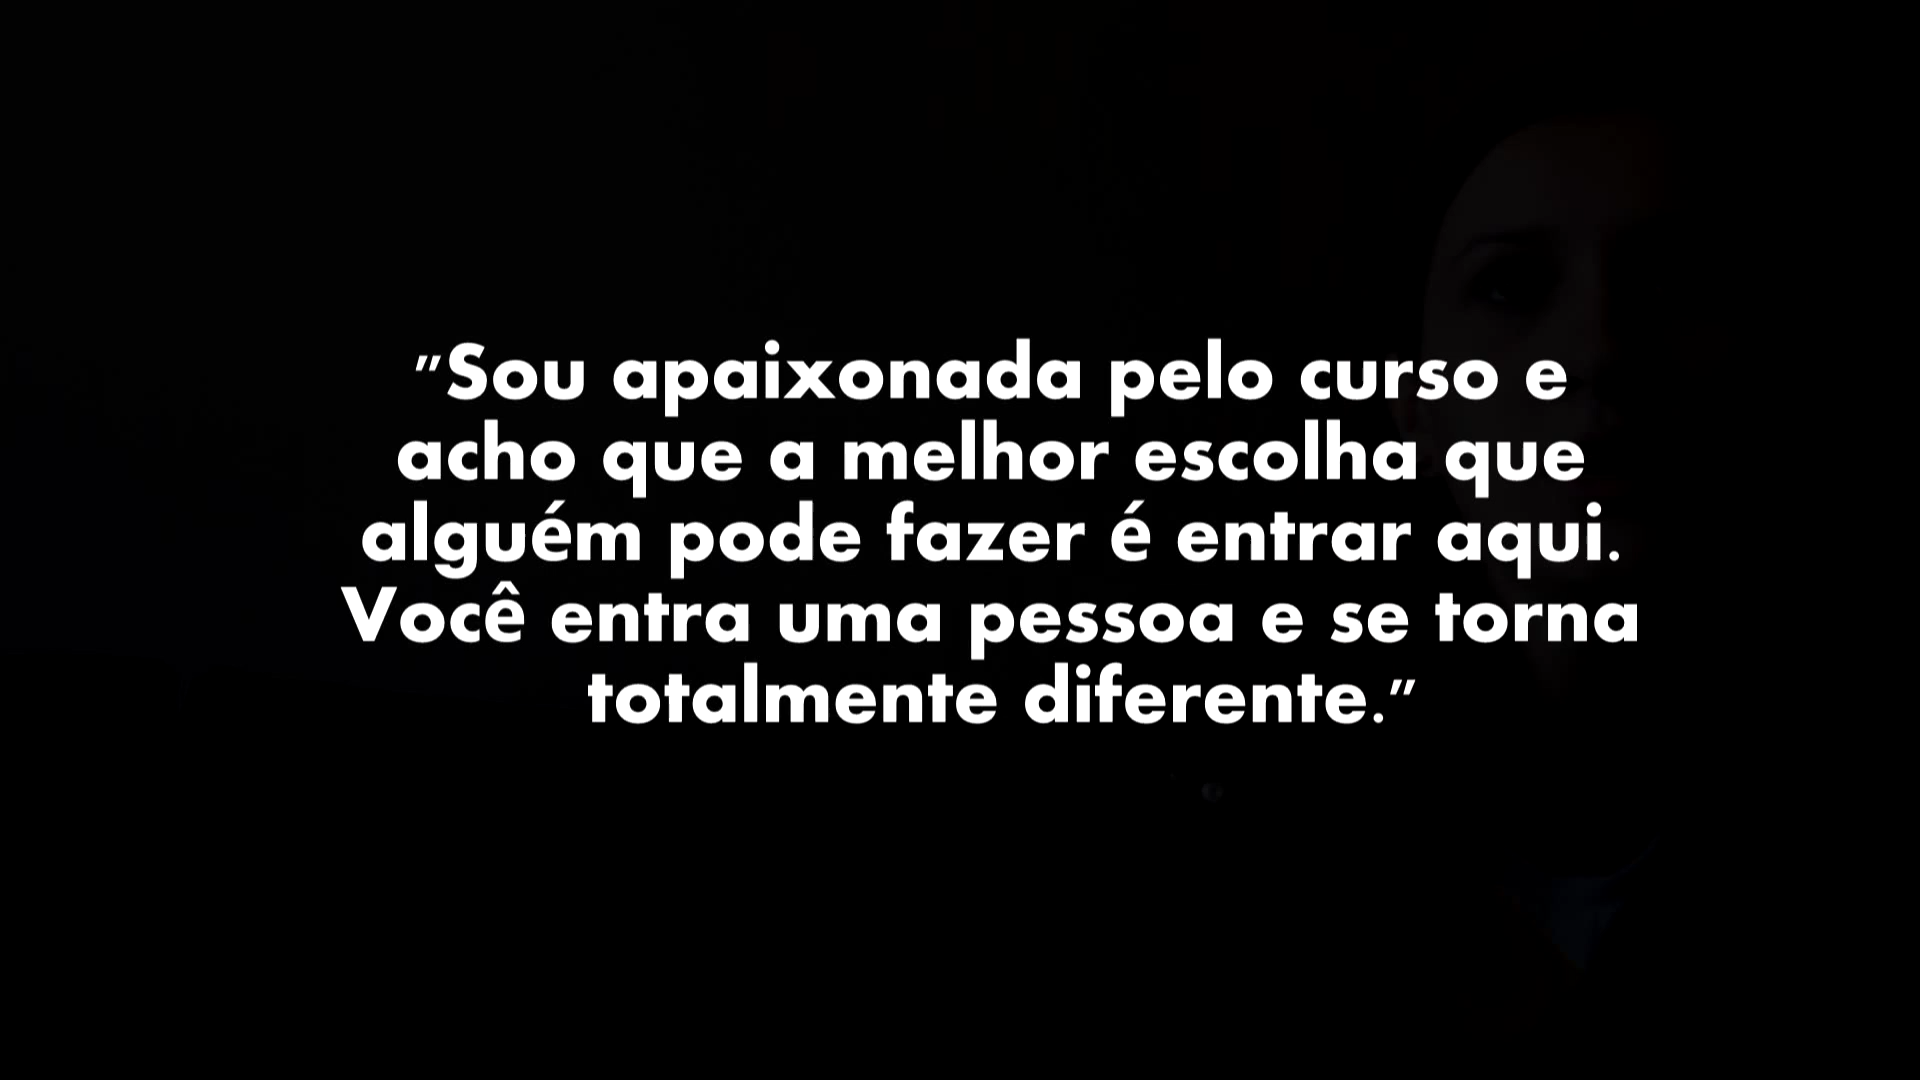 "Sou apaixonada pelo curso e
acho que a melhor escolha que
alguém pode fazer é entrar aqui.
Você entra uma pessoa e se torna
totalmente diferente."